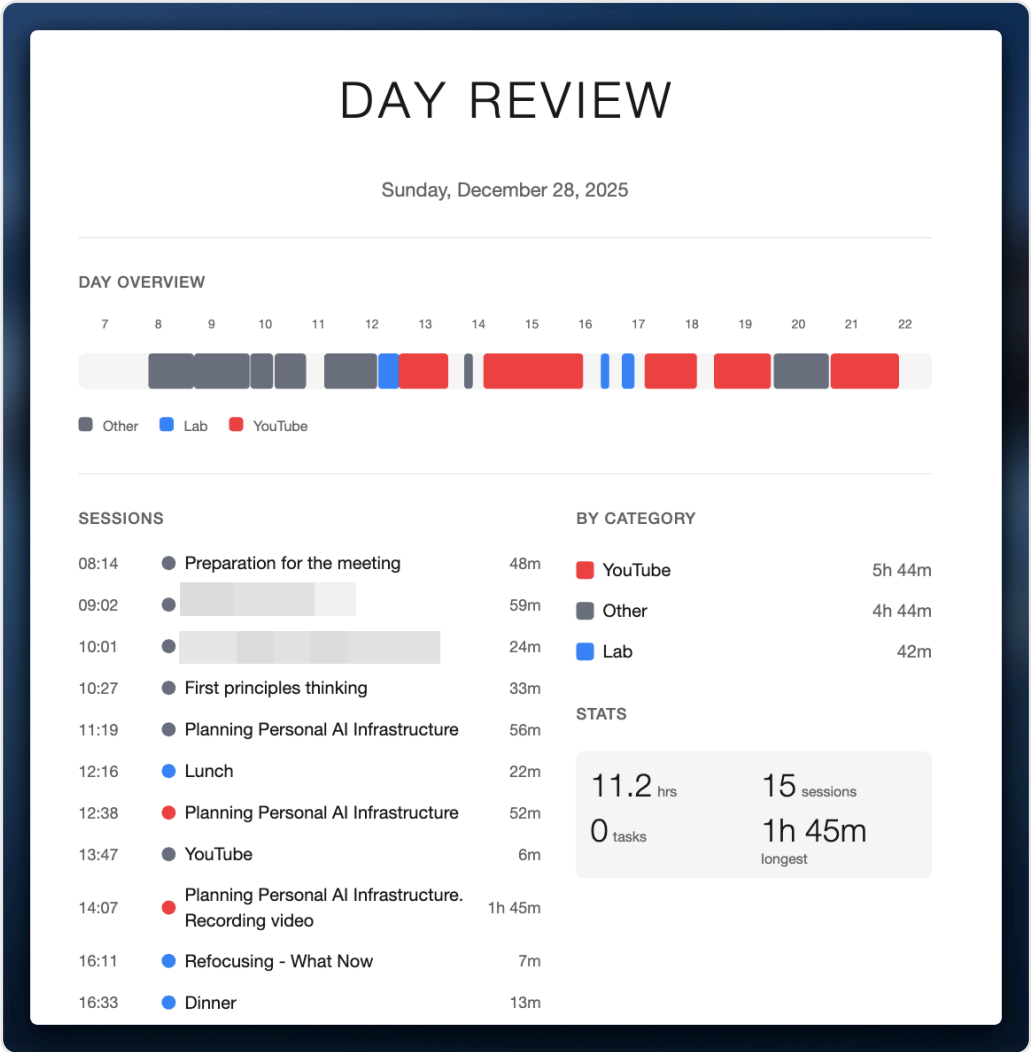 DAY REVIEW
Sunday, December 28, 2025
DAY OVERVIEW
7 8 9 10 11 12 13 14 15 16 17 18 19 20 21 22
Other Lab YouTube
SESSIONS
08:14 Preparation for the meeting 48m
09:02 59m
10:01 24m
10:27 First principles thinking 33m
11:19 Planning Personal AI Infrastructure 56m
12:16 Lunch 22m
12:38 Planning Personal AI Infrastructure 52m
13:47 YouTube 6m
14:07 Planning Personal AI Infrastructure.
Recording video 1h 45m
16:11 Refocusing - What Now 7m
16:33 Dinner 13m
BY CATEGORY
YouTube 5h 44m
Other 4h 44m
Lab 42m
STATS
11.2 hrs 15 sessions
0 tasks 1h 45m
longest